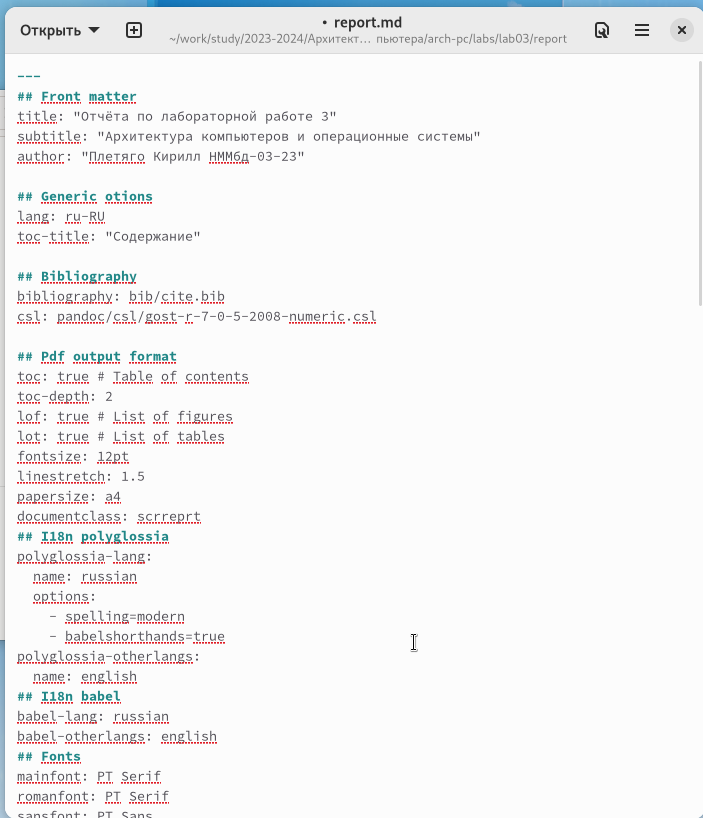 Открыть
• report.md
~/work/study/2023-2024/Архитект… пьютера/arch-pc/labs/lab03/report
---
## Front matter
title: "Отчёта по лабораторной работе 3"
subtitle: "Архитектура компьютеров и операционные системы"
author: "Плетяго Кирилл НММбд-03-23"
## Generic otions
lang: ru-RU
toc-title: "Содержание"
## Bibliography
bibliography: bib/cite.bib
csl: pandoc/csl/gost-r-7-0-5-2008-numeric.csl
## Pdf output format
toc: true # Table of contents
toc-depth: 2
lof: true # List of figures
lot: true # List of tables
fontsize: 12pt
linestretch: 1.5
papersize: a4
documentclass: scrreprt
## I18n polyglossia
polyglossia-lang:
  name: russian
  options:
    - spelling=modern
    - babelshorthands=true
polyglossia-otherlangs:
  name: english
## I18n babel
babel-lang: russian
babel-otherlangs: english
## Fonts
mainfont: PT Serif
romanfont: PT Serif
sansfont: PT Sans